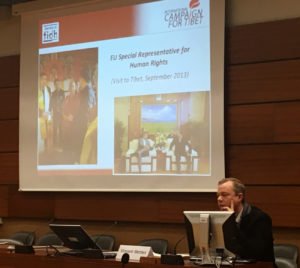 fidh
INTERNATIONAL
CAMPAIGN
FOR TIBET
EU Special Representative for
Human Rights
(Visit to Tibet, September 2013)